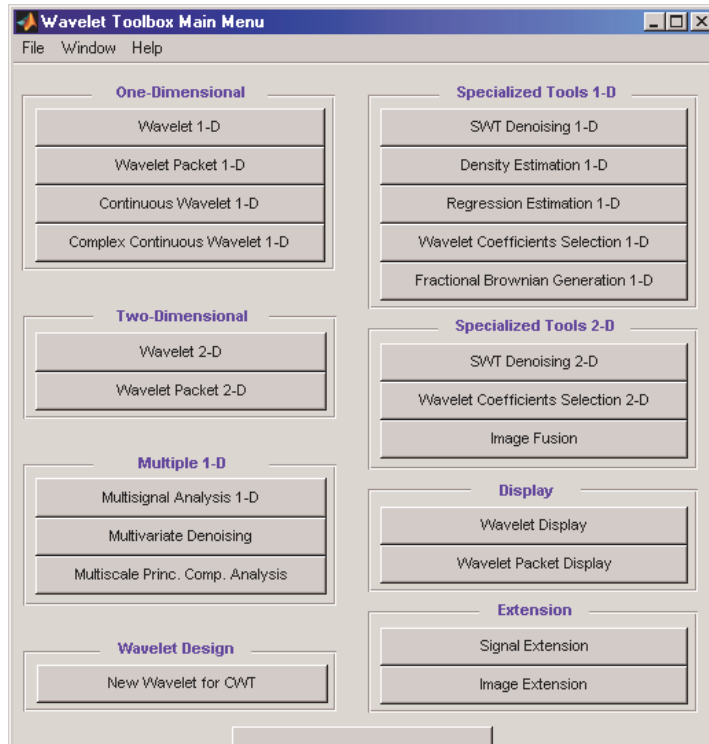 Wavelet Toolbox Main Menu
File Window Help
One-Dimensional
Wavelet 1-D
Wavelet Packet 1-D
Continuous Wavelet 1-D
Complex Continuous Wavelet 1-D
Two-Dimensional
Wavelet 2-D
Wavelet Packet 2-D
Multiple 1-D
Multisignal Analysis 1-D
Multivariate Denoising
Multiscale Princ. Comp. Analysis
Wavelet Design
New Wavelet for CWT
Specialized Tools 1-D
SWT Denoising 1-D
Density Estimation 1-D
Regression Estimation 1-D
Wavelet Coefficients Selection 1-D
Fractional Brownian Generation 1-D
Specialized Tools 2-D
SWT Denoising 2-D
Wavelet Coefficients Selection 2-D
Image Fusion
Display
Wavelet Display
Wavelet Packet Display
Extension
Signal Extension
Image Extension